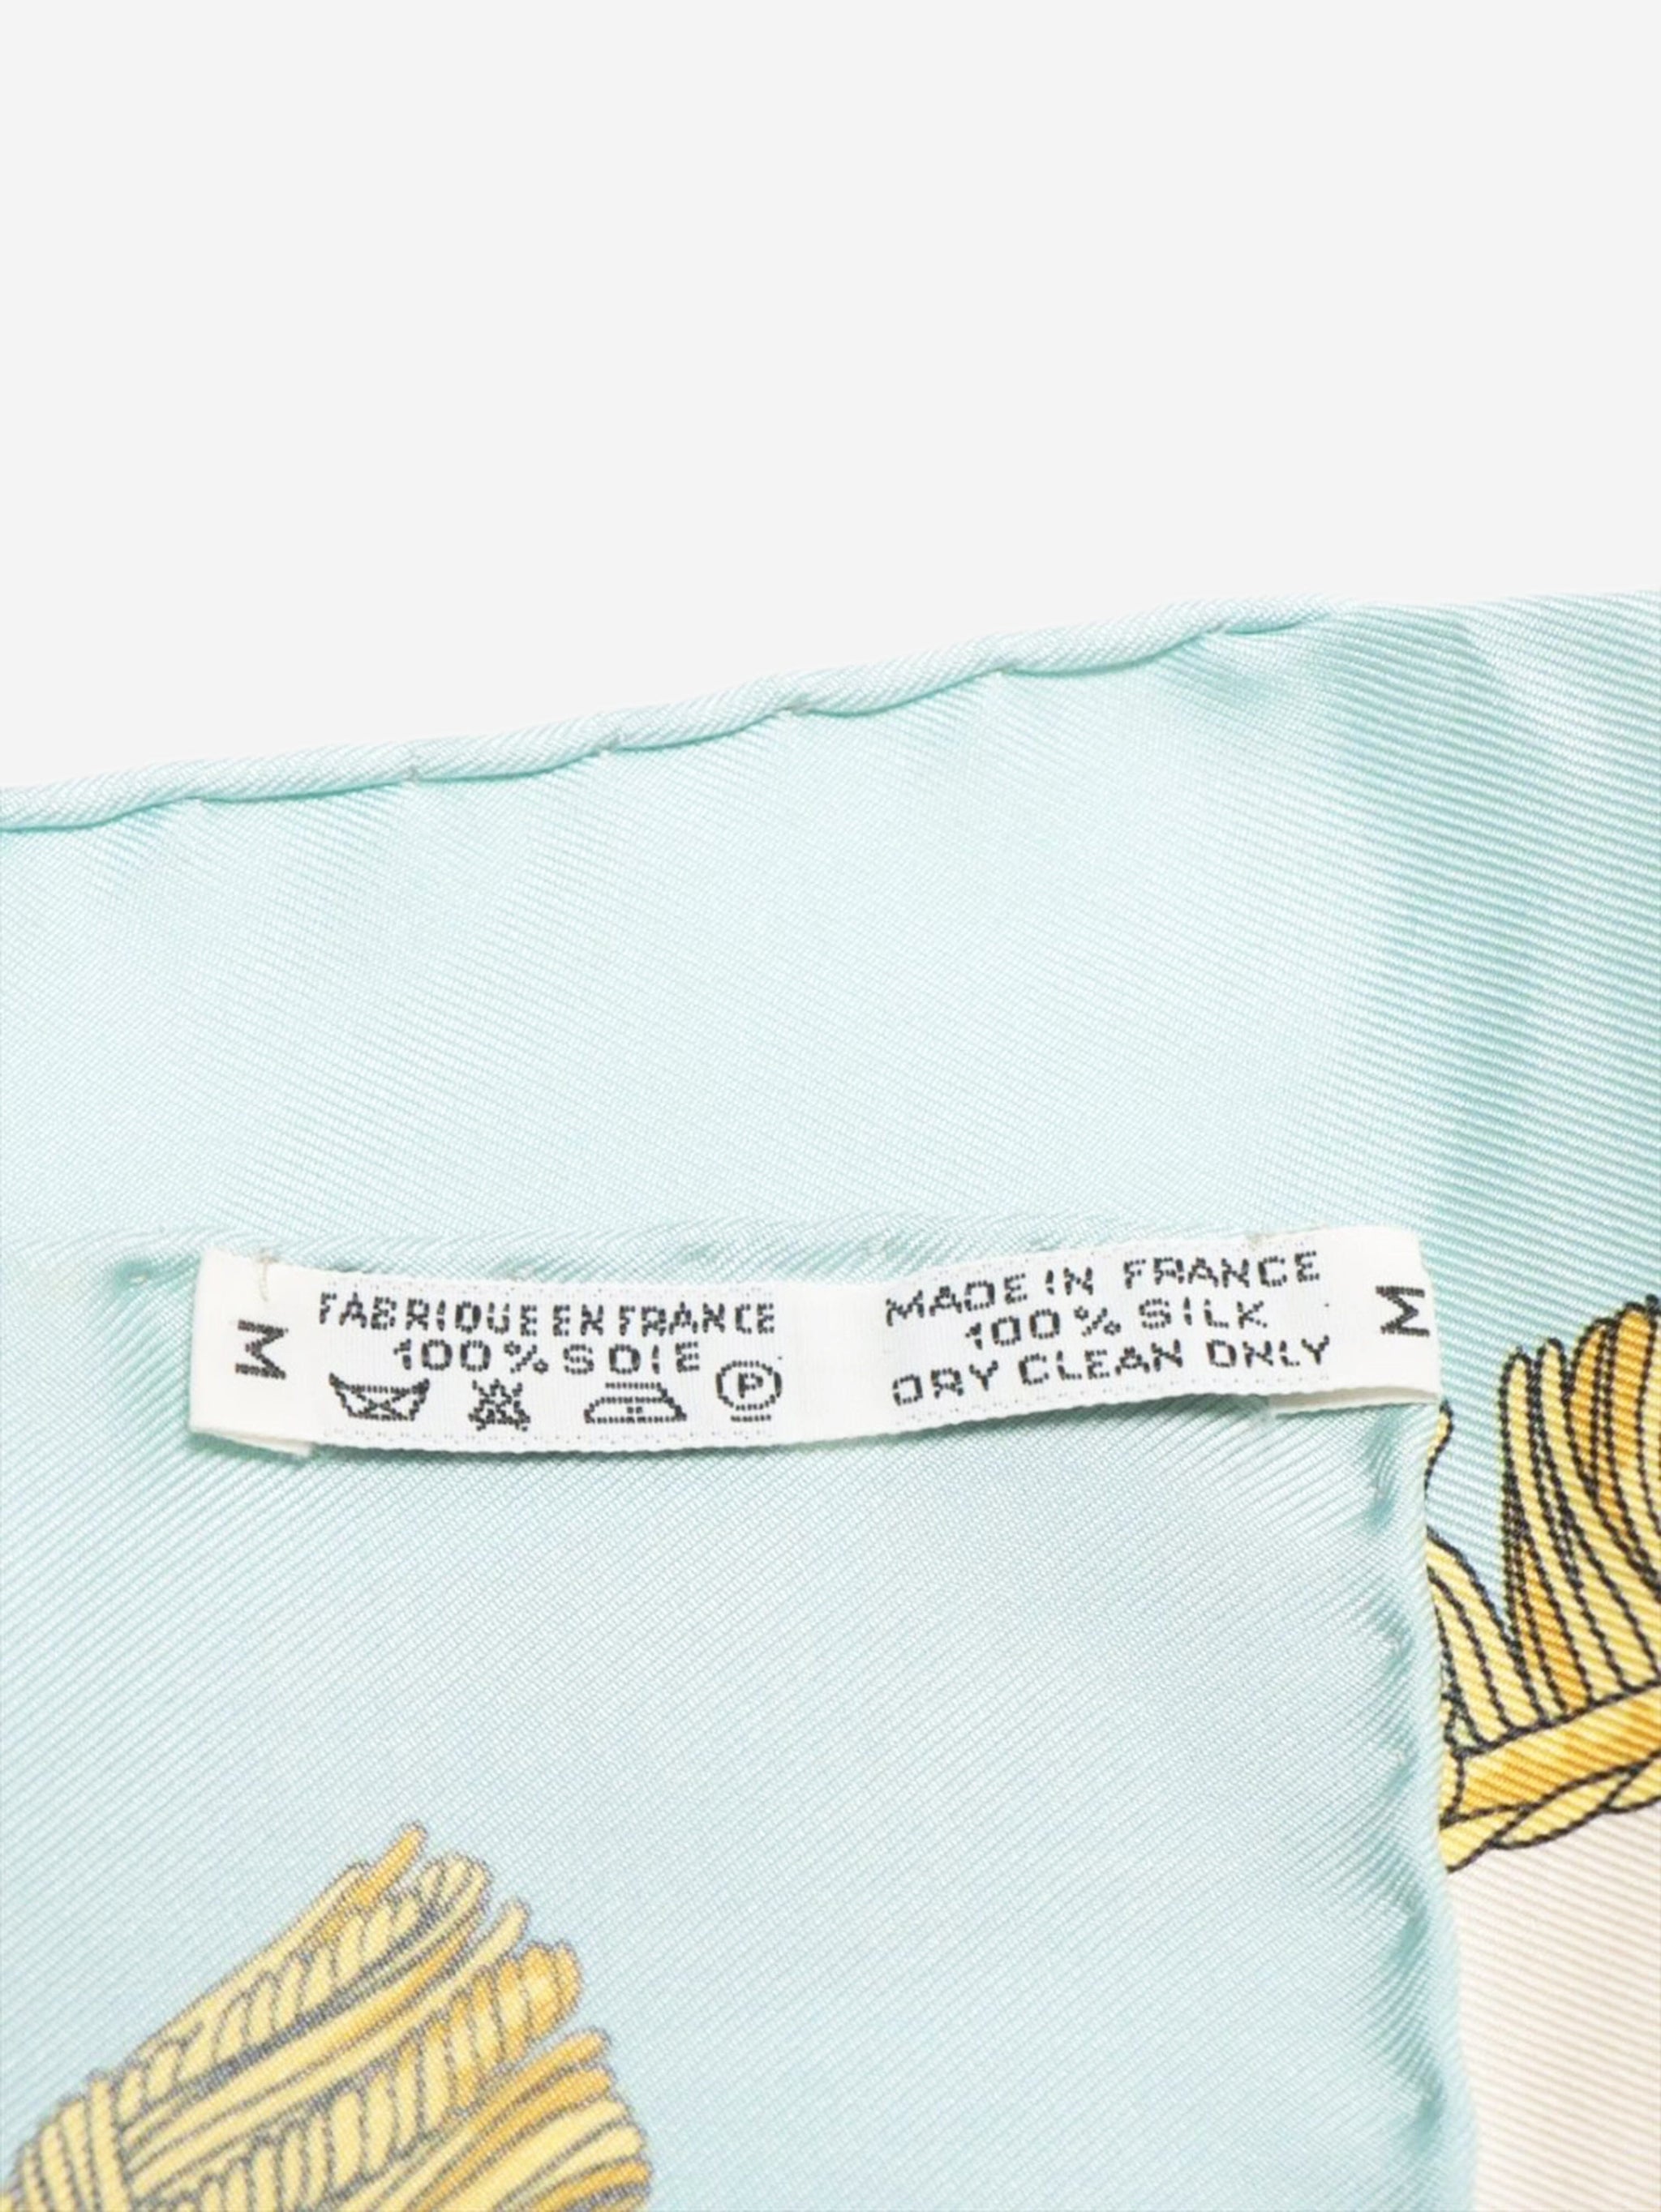 M
FABRIQUE EN FRANCE
100% SOIE
P
MADE IN FRANCE
100% SILK
DRY CLEAN ONLY
M